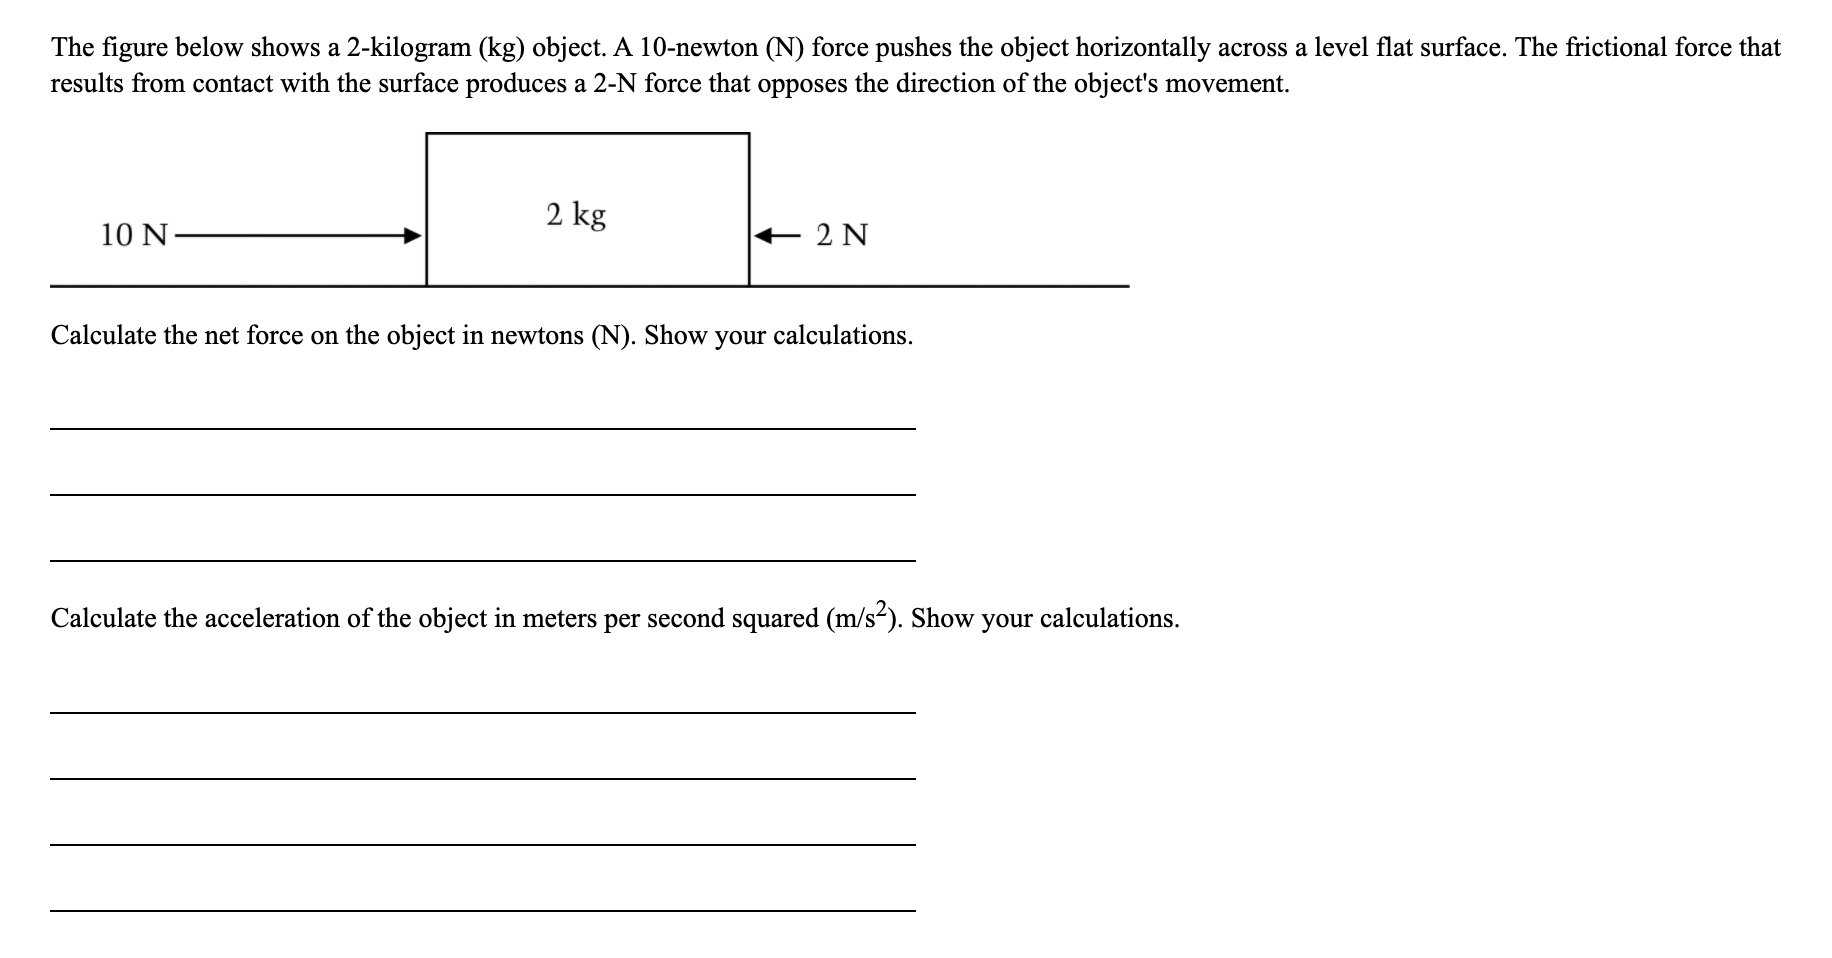 The figure below shows a 2-kilogram (kg) object. A 10-newton (N) force pushes the object horizontally across a level flat surface. The frictional force that
results from contact with the surface produces a 2-N force that opposes the direction of the object's movement.
2 kg
10 N
2 N
Calculate the net force on the object in newtons (N). Show your calculations.
Calculate the acceleration of the object in meters per second squared (m/s²). Show your calculations.